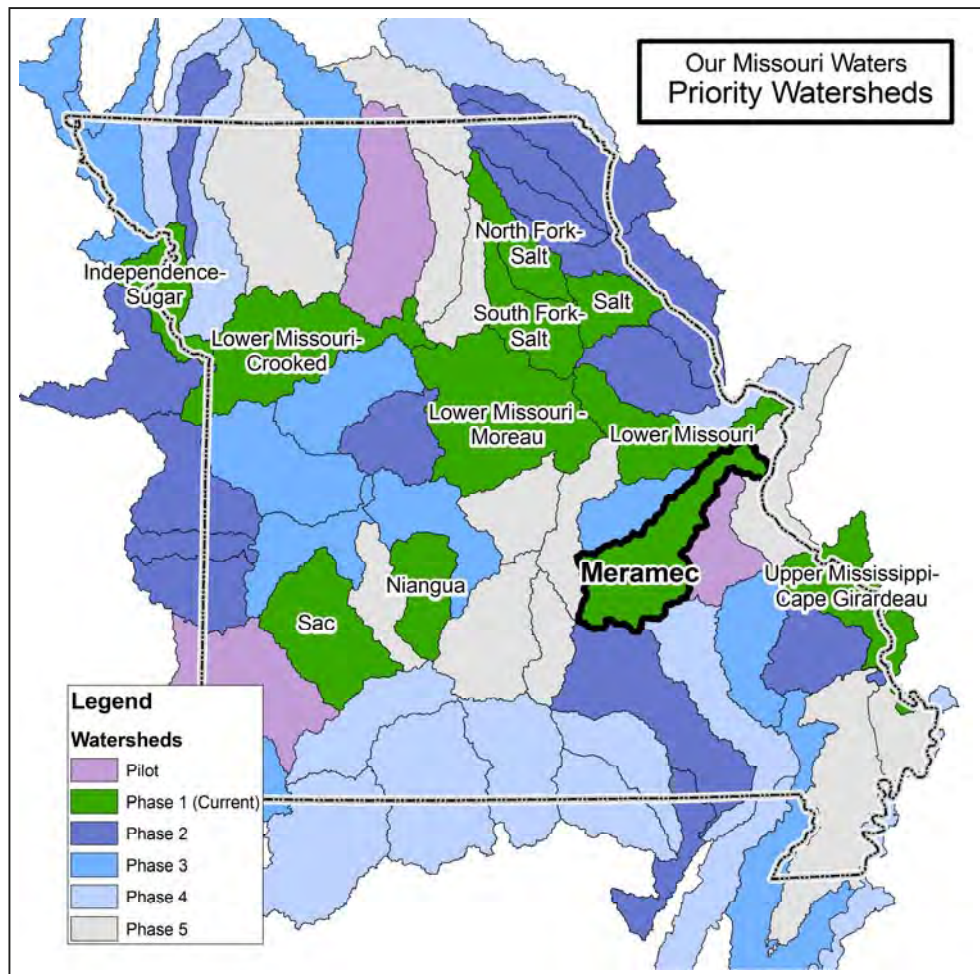 Our Missouri Waters
Priority Watersheds
North Fork-
Salt
Independence-
Sugar
Salt
South Fork-
Salt
Lower Missouri-
Crooked
Lower Missouri -
Moreau
Lower Missouri
Meramec
Upper Mississippi-
Cape Girardeau
Niangua
Sac
Legend
Watersheds
Pilot
Phase 1 (Current)
Phase 2
Phase 3
Phase 4
Phase 5